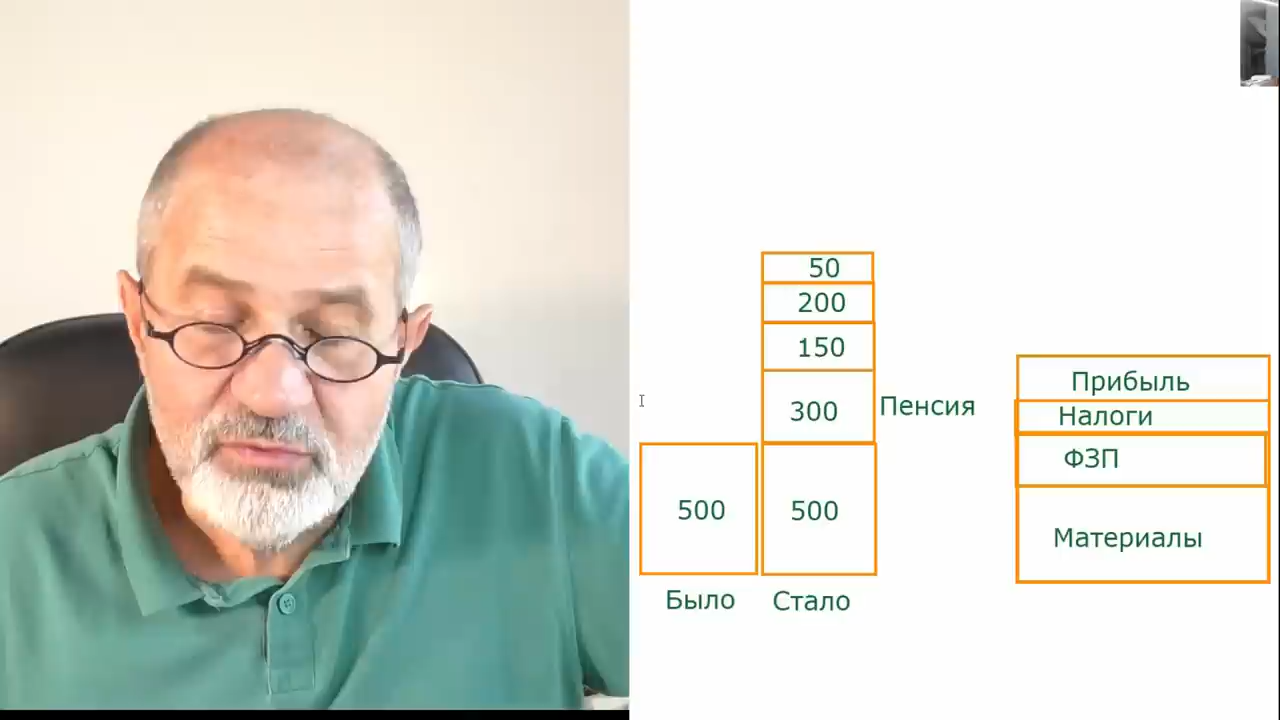 50
200
150
300 Пенсия
500
500
Было
Стало
Прибыль
Налоги
ФЗП
Материалы